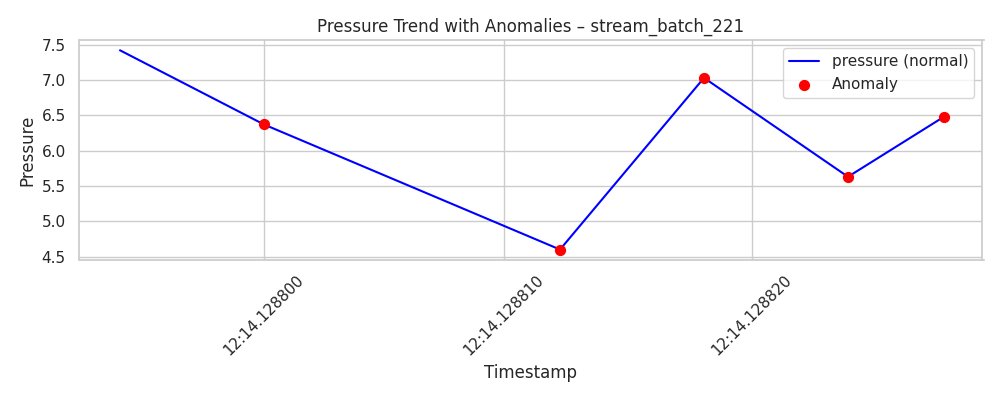 Pressure Trend with Anomalies – stream_batch_221
pressure (normal)
Anomaly
Pressure
7.5
7.0
6.5
6.0
5.5
5.0
4.5
12:14.128800
12:14.128810
12:14.128820
Timestamp